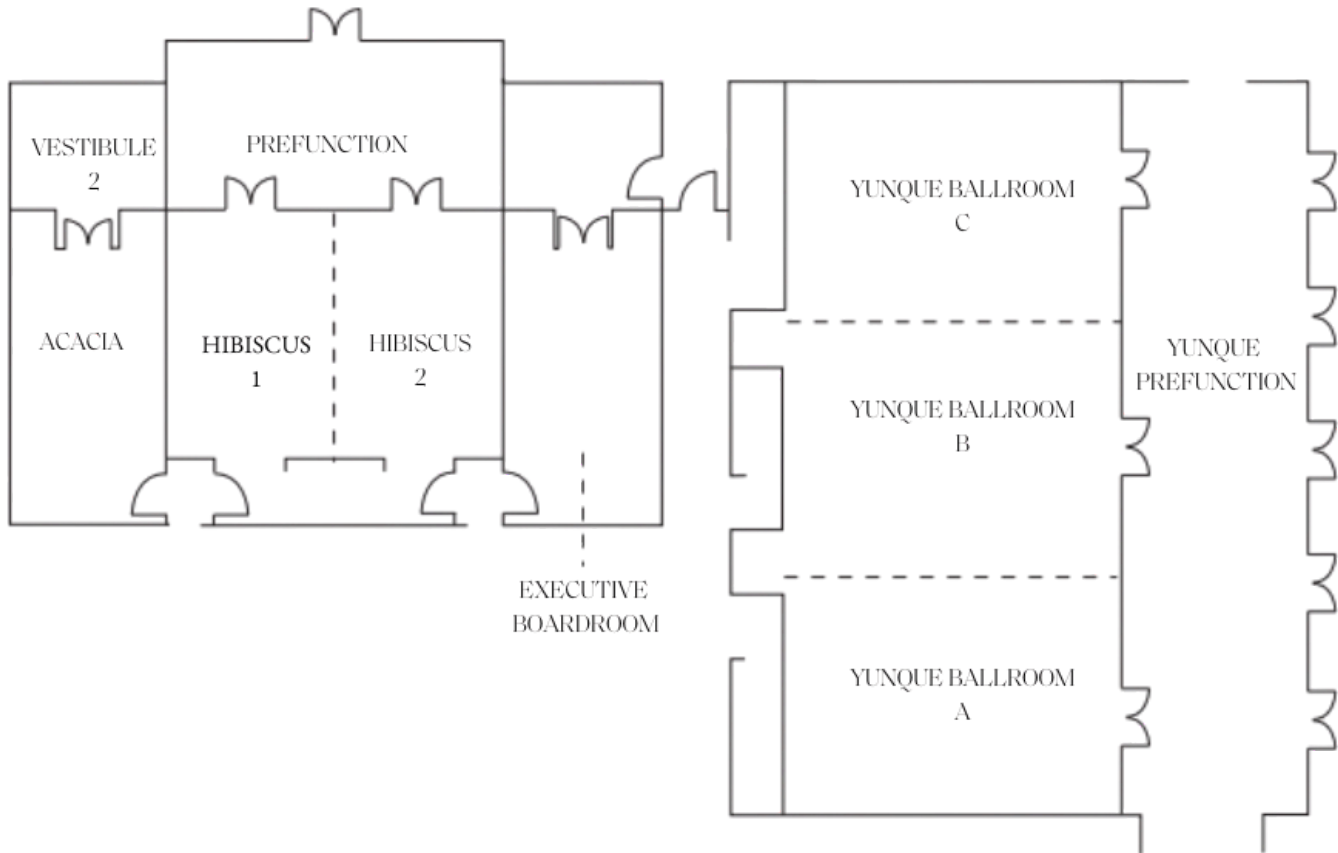 VESTIBULE
2
PREFUNCTION
ACACIA
HIBISCUS
1
HIBISCUS
2
EXECUTIVE
BOARDROOM
YUNQUE BALLROOM
C
YUNQUE BALLROOM
B
YUNQUE BALLROOM
A
YUNQUE
PREFUNCTION